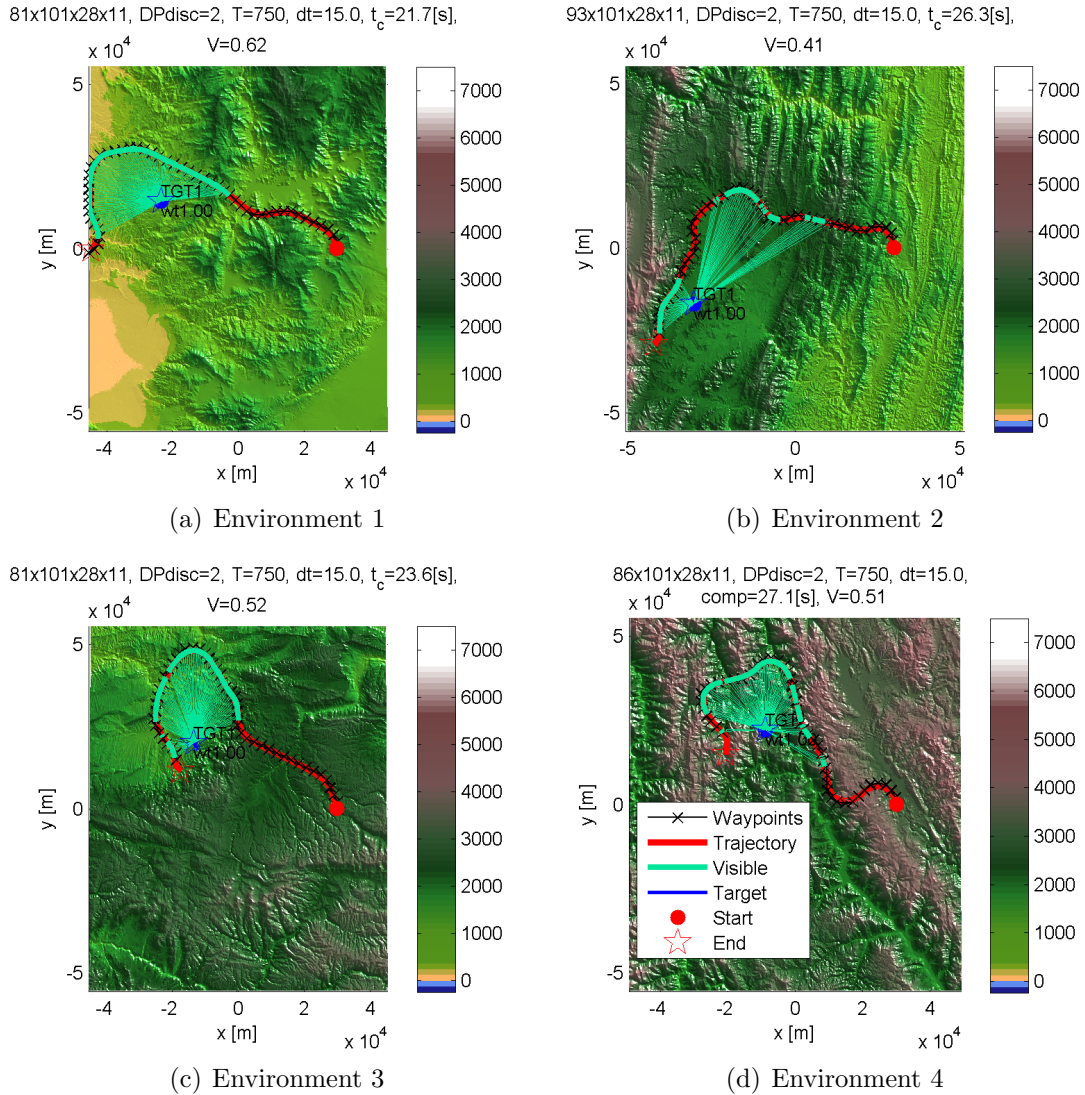 81x101x28x11, DPdisc=2, T=750, dt=15.0, t_c=21.7[s],
V=0.62
x 10^4
5
0
-5
y [m]
TGT1
wt1.00
-4 -2 0 2 4
x [m]
x 10^4
7000
6000
5000
4000
3000
2000
1000
0
(a) Environment 1
93x101x28x11, DPdisc=2, T=750, dt=15.0, t_c=26.3[s],
V=0.41
x 10^4
5
0
-5
y [m]
TGT1
wt1.00
-5 0 5
x [m]
x 10^4
7000
6000
5000
4000
3000
2000
1000
0
(b) Environment 2
81x101x28x11, DPdisc=2, T=750, dt=15.0, t_c=23.6[s],
V=0.52
x 10^4
5
0
-5
y [m]
TGT1
wt1.00
-4 -2 0 2 4
x [m]
x 10^4
7000
6000
5000
4000
3000
2000
1000
0
(c) Environment 3
86x101x28x11, DPdisc=2, T=750, dt=15.0,
comp=27.1[s], V=0.51
x 10^4
5
0
-5
y [m]
TGT1
wt1.00
Waypoints
Trajectory
Visible
Target
Start
End
-4 -2 0 2 4
x [m]
x 10^4
7000
6000
5000
4000
3000
2000
1000
0
(d) Environment 4